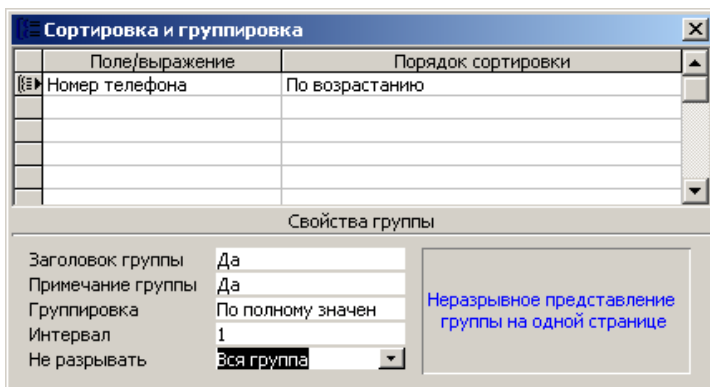 Сортировка и группировка
Поле/выражение Порядок сортировки
Номер телефона По возрастанию
Свойства группы
Заголовок группы Да
Примечание группы Да
Группировка По полному значен
Интервал 1
Не разрывать Вся группа
Неразрывное представление
группы на одной странице